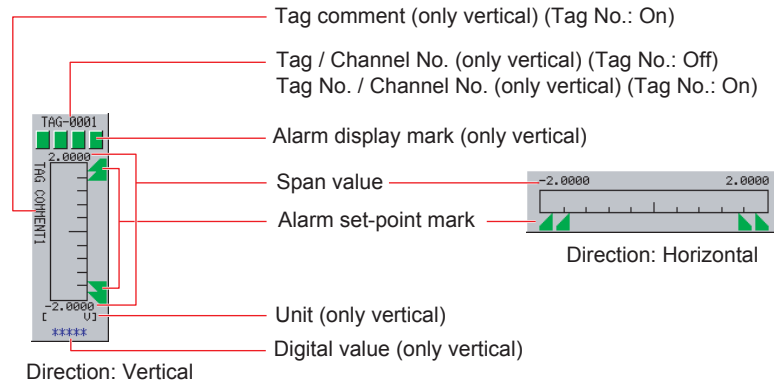 Tag comment (only vertical) (Tag No.: On)
Tag / Channel No. (only vertical) (Tag No.: Off)
Tag No. / Channel No. (only vertical) (Tag No.: On)
TAG-0001
Alarm display mark (only vertical)
2.0000
TAG COMMENT1
Span value
-2.0000 2.0000
Alarm set-point mark
Direction: Horizontal
-2.0000
[ V]
Unit (only vertical)
*****
Digital value (only vertical)
Direction: Vertical